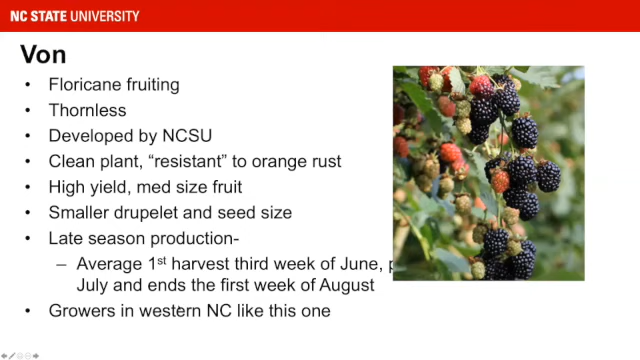 NC STATE UNIVERSITY
Von
• Floricane fruiting
• Thornless
• Developed by NCSU
• Clean plant, “resistant” to orange rust
• High yield, med size fruit
• Smaller drupelet and seed size
• Late season production-
– Average 1st harvest third week of June,
July and ends the first week of August
• Growers in western NC like this one